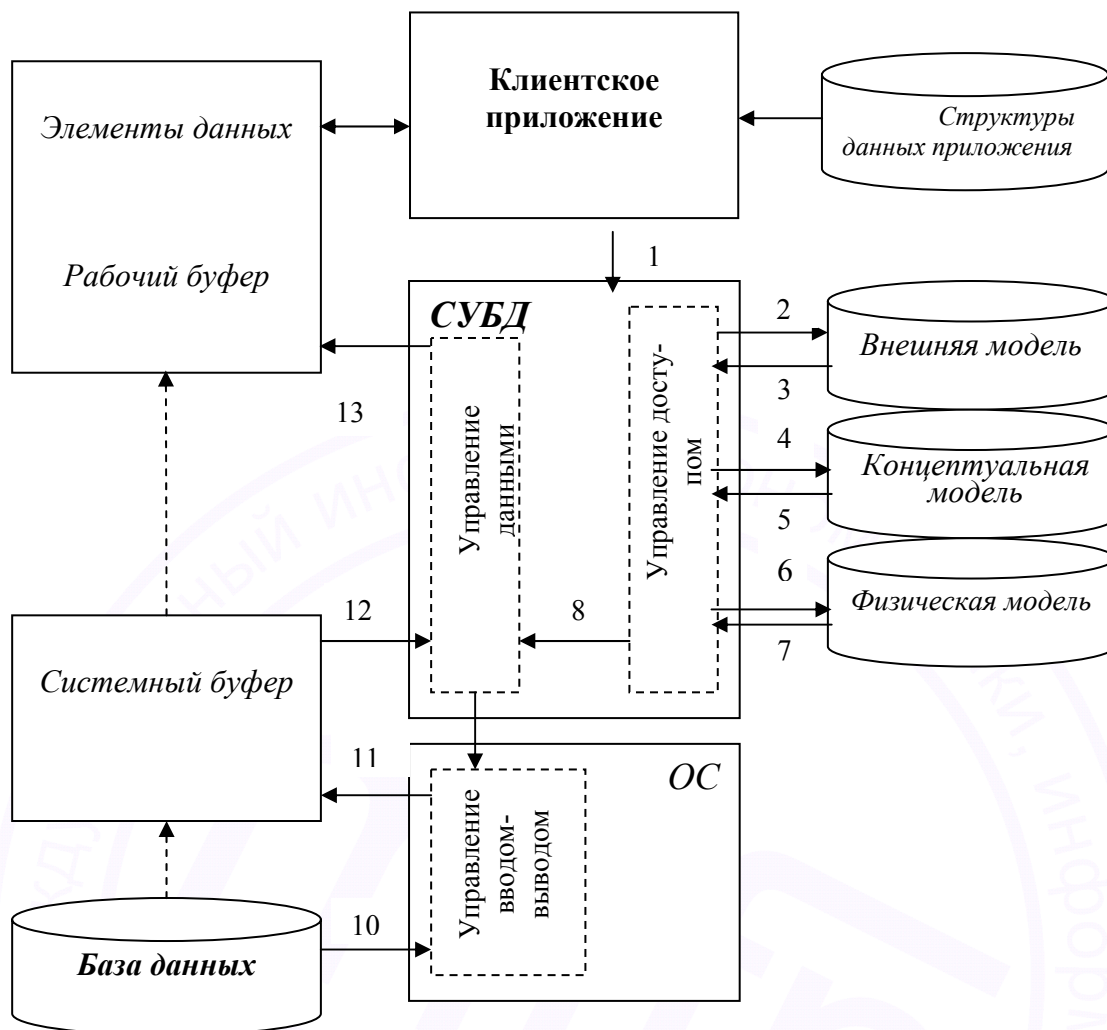 Клиентское
приложение
Элементы данных
Структуры
данных приложения
Рабочий буфер
1
СУБД
2
Внешняя модель
3
13
Управление
данными
Управление досту-
пом
4
Концептуальная
модель
5
6
Физическая модель
7
12
8
Системный буфер
11
ОС
Управление
вводом-
выводом
10
База данных